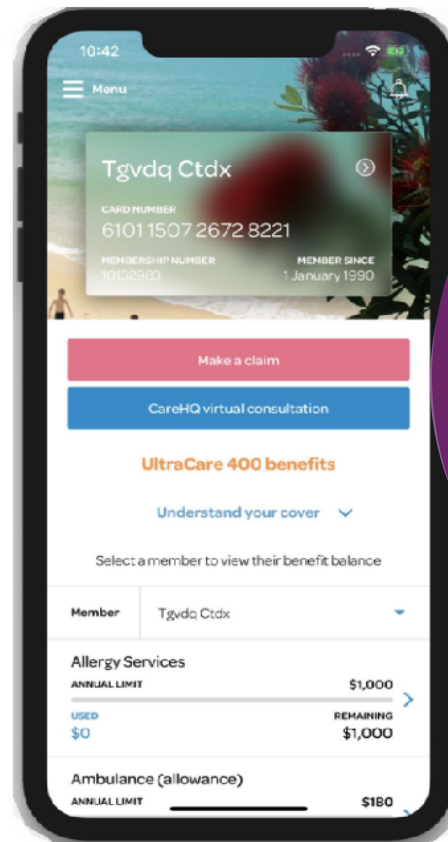 10:42
Menu
Tgvdq Ctdx
CARD NUMBER
6101 1507 2672 8221
MEMBERSHIP NUMBER MEMBER SINCE
10132983 1 January 1990
Make a claim
CareHQ virtual consultation
UltraCare 400 benefits
Understand your cover
Select a member to view their benefit balance
Member Tgvdq Ctdx
Allergy Services
ANNUAL LIMIT $1,000
USED REMAINING
$0 $1,000
Ambulance (allowance)
ANNUAL LIMIT $180